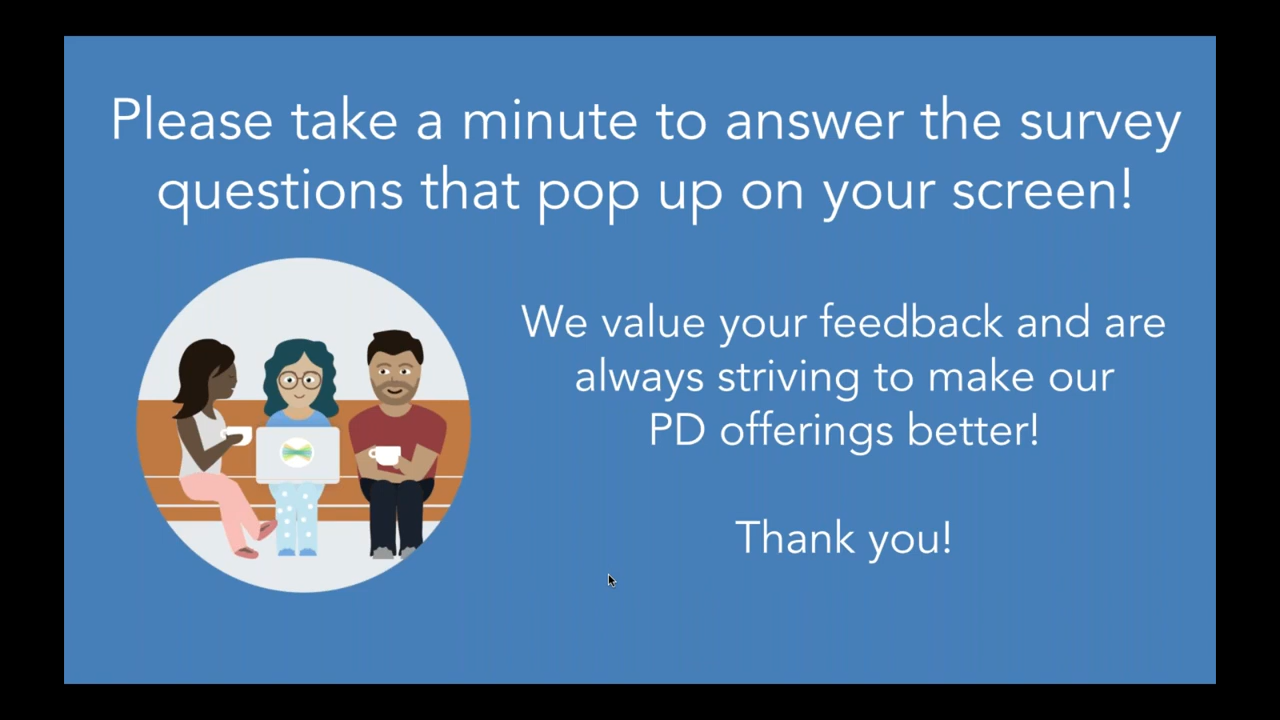 Please take a minute to answer the survey
questions that pop up on your screen!
We value your feedback and are
always striving to make our
PD offerings better!
Thank you!